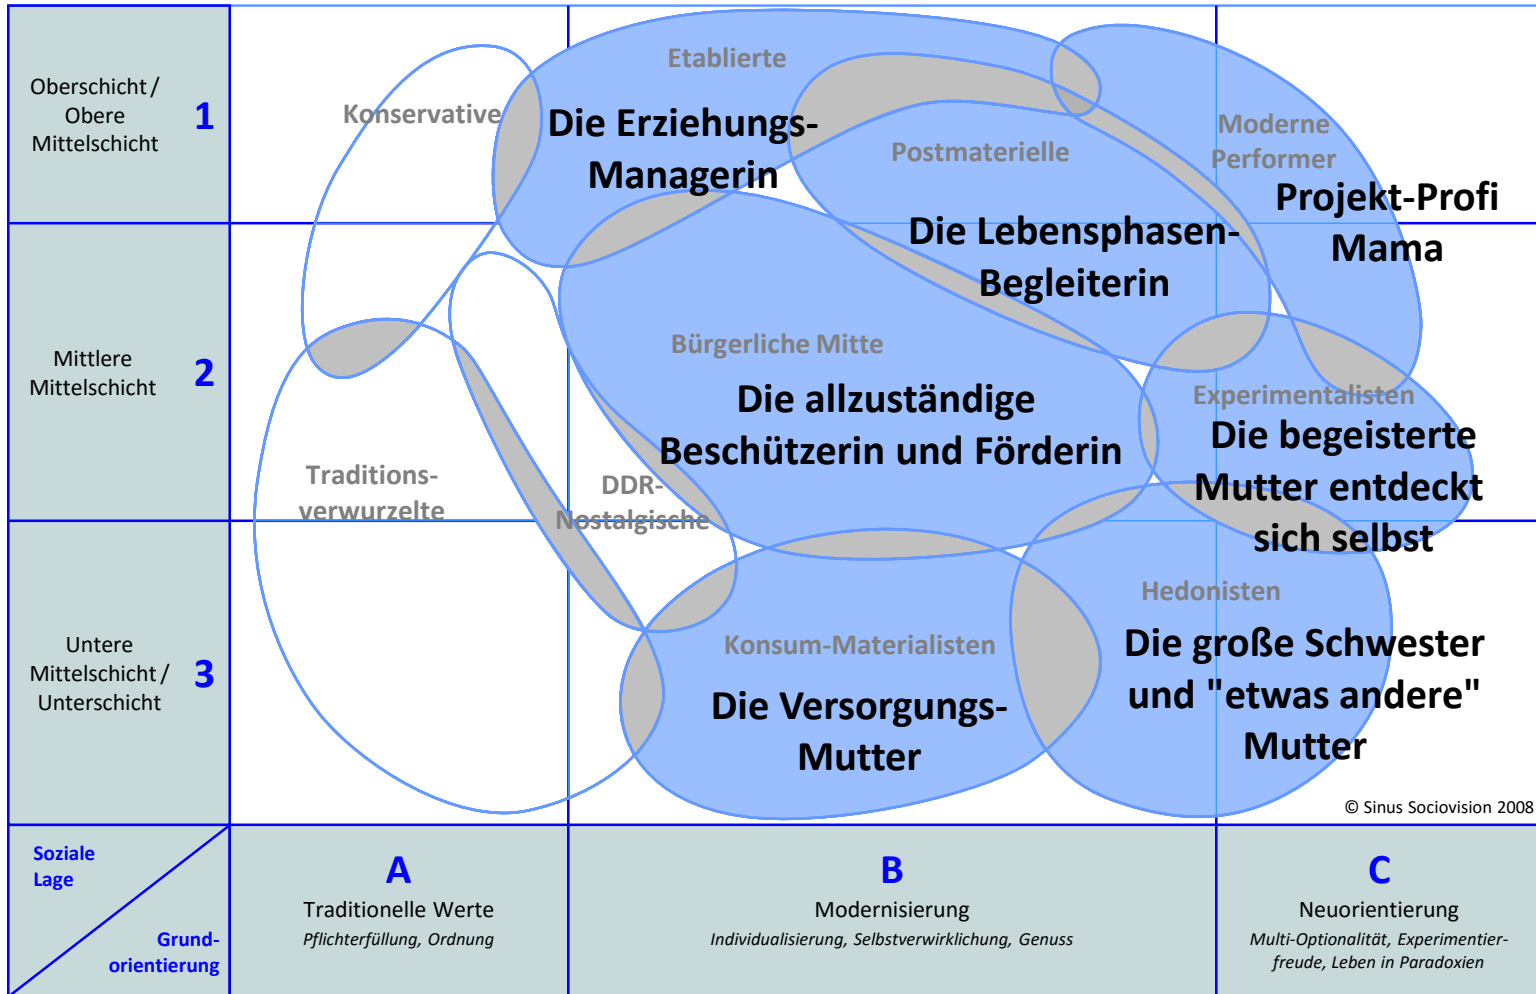 Oberschicht /
Obere
Mittelschicht
1
Konservative
Etablierte
Die Erziehungs-
Managerin
Postmaterielle
Moderne
Performer
Projekt-Profi
Mama
Die Lebensphasen-
Begleiterin
Mittlere
Mittelschicht
2
Bürgerliche Mitte
Die allzuständige
Beschützerin und Förderin
Experimentalisten
Die begeisterte
Mutter entdeckt
sich selbst
Traditions-
verwurzelte
DDR-
Nostalgische
Untere
Mittelschicht /
Unterschicht
3
Konsum-Materialisten
Die Versorgungs-
Mutter
Hedonisten
Die große Schwester
und "etwas andere"
Mutter
© Sinus Sociovision 2008
Soziale
Lage
Grund-
orientierung
A
Traditionelle Werte
Pflichterfüllung, Ordnung
B
Modernisierung
Individualisierung, Selbstverwirklichung, Genuss
C
Neuorientierung
Multi-Optionalität, Experimentier-
freude, Leben in Paradoxien